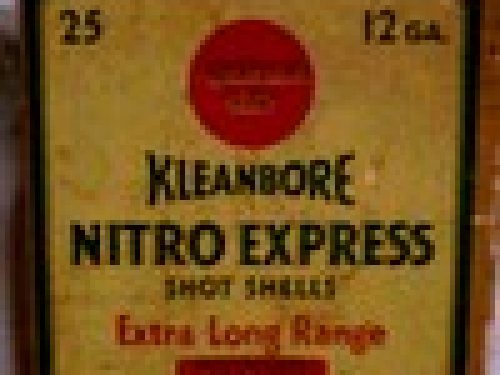 25 12 GA.
KLEANBORE
NITRO EXPRESS
SHOT SHELLS
Extra Long Range